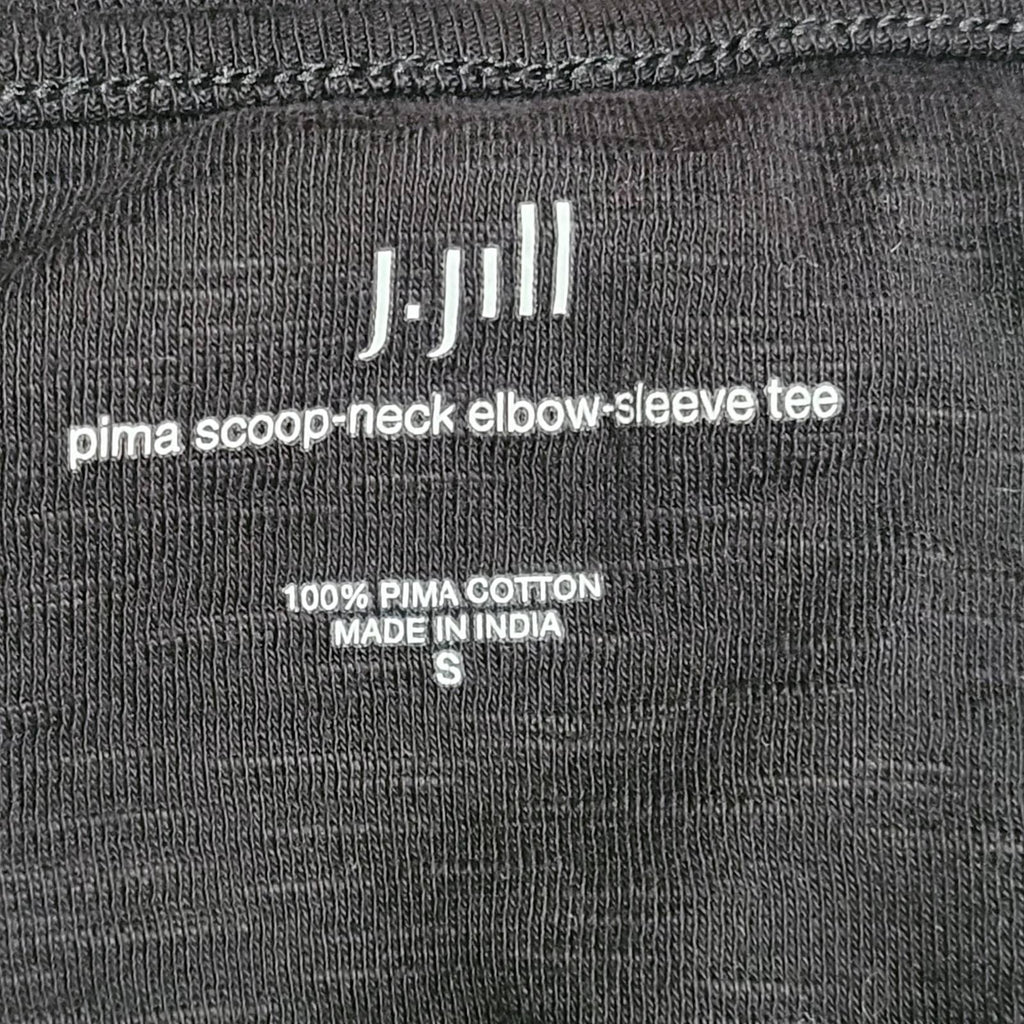 J.Jill
pima scoop-neck elbow-sleeve tee
100% PIMA COTTON
MADE IN INDIA
S